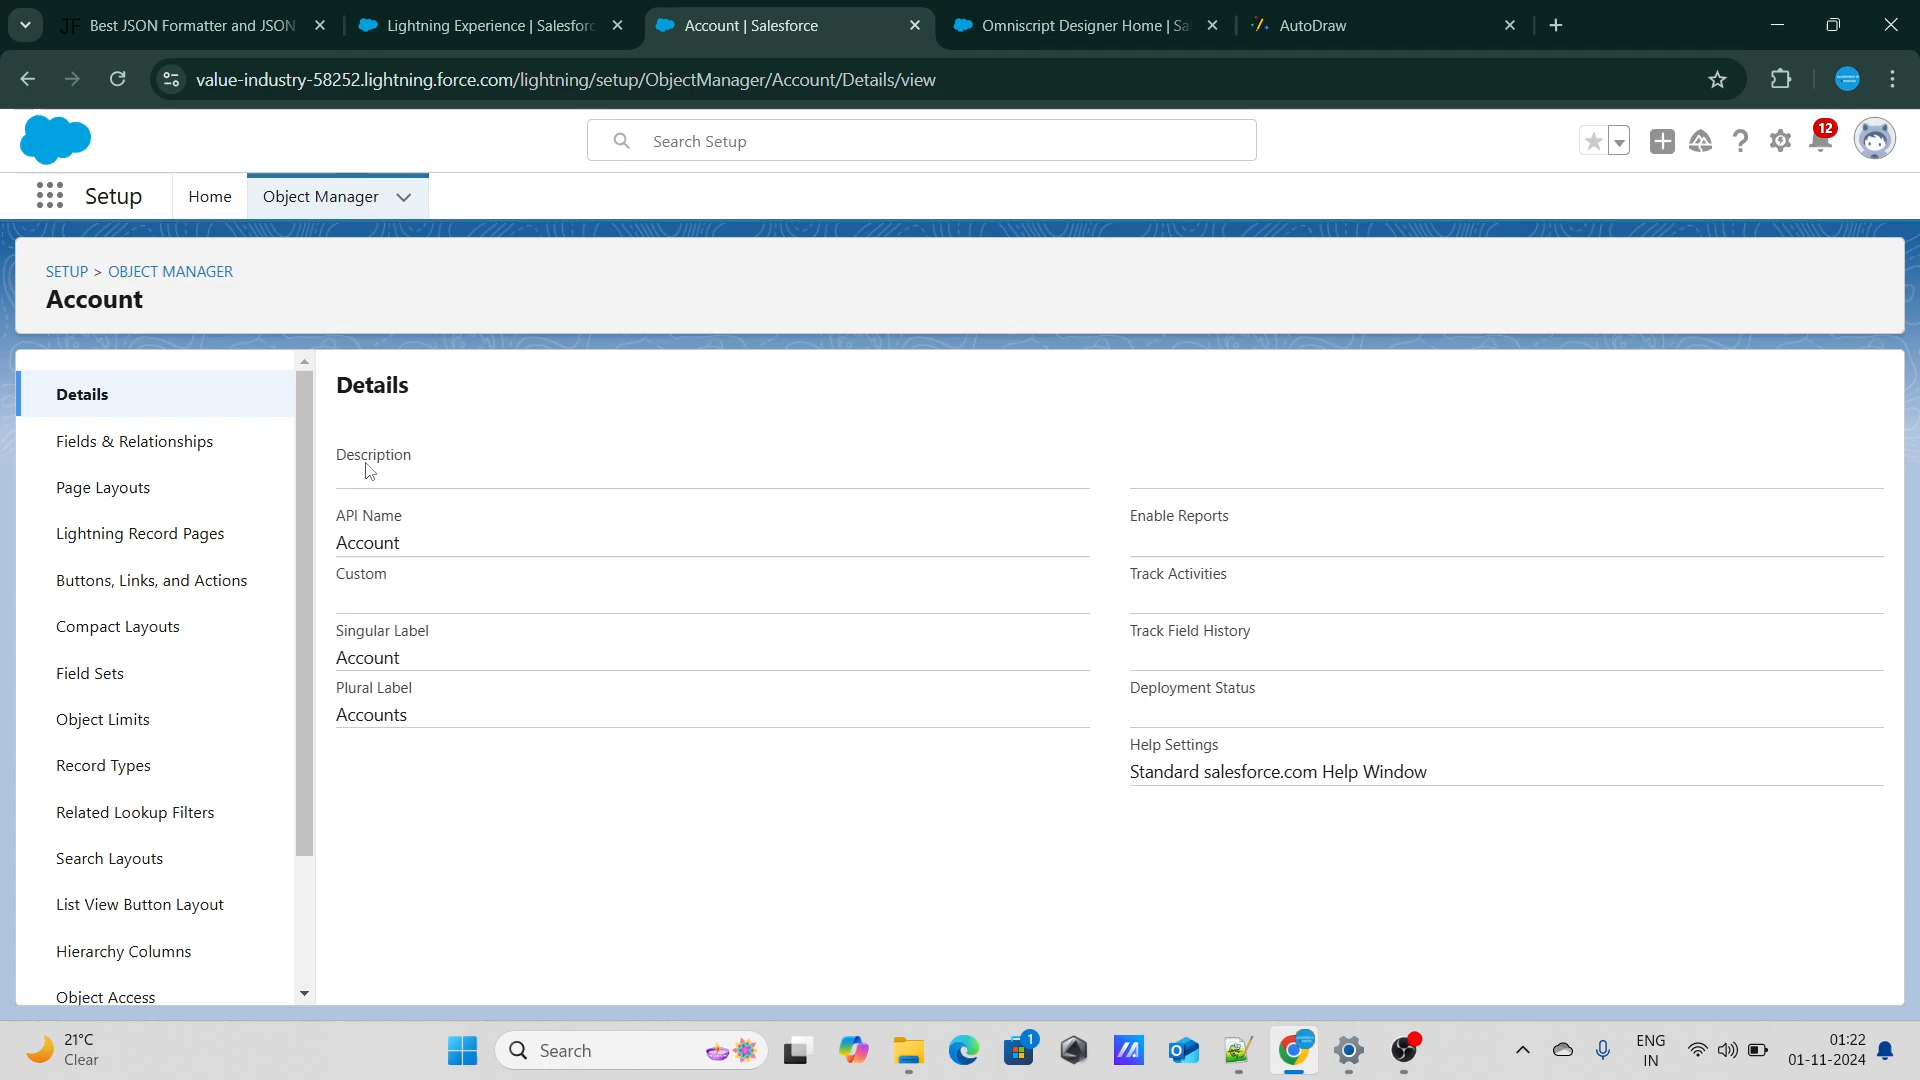 Best JSON Formatter and JSON
Lightning Experience | Salesforc
Account | Salesforce
Omniscript Designer Home | Sa
AutoDraw
value-industry-58252.lightning.force.com/lightning/setup/ObjectManager/Account/Details/view
Search Setup
12
Setup
Home
Object Manager
SETUP > OBJECT MANAGER
Account
Details
Fields & Relationships
Page Layouts
Lightning Record Pages
Buttons, Links, and Actions
Compact Layouts
Field Sets
Object Limits
Record Types
Related Lookup Filters
Search Layouts
List View Button Layout
Hierarchy Columns
Object Access
Details
Description
API Name
Account
Custom
Singular Label
Account
Plural Label
Accounts
Enable Reports
Track Activities
Track Field History
Deployment Status
Help Settings
Standard salesforce.com Help Window
21°C
Clear
Search
1
ENG
IN
01:22
01-11-2024